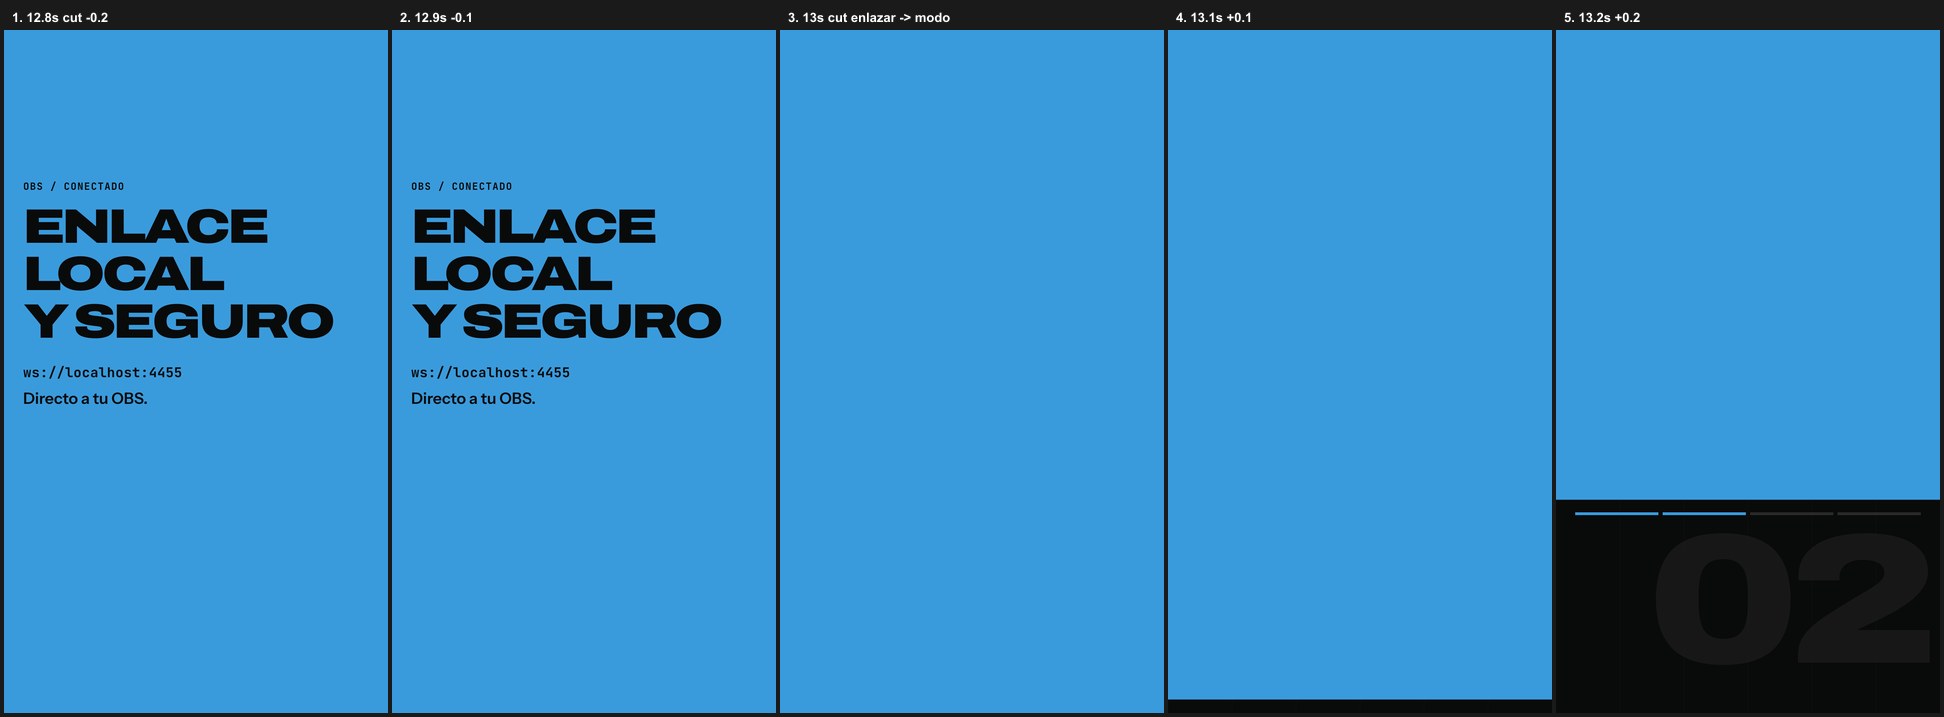 1. 12.8s cut -0.2
2. 12.9s -0.1
3. 13s cut enlazar -> modo
4. 13.1s +0.1
5. 13.2s +0.2
OBS / CONECTADO
ENLACE
LOCAL
Y SEGURO
ws://localhost:4455
Directo a tu OBS.
OBS / CONECTADO
ENLACE
LOCAL
Y SEGURO
ws://localhost:4455
Directo a tu OBS.
02